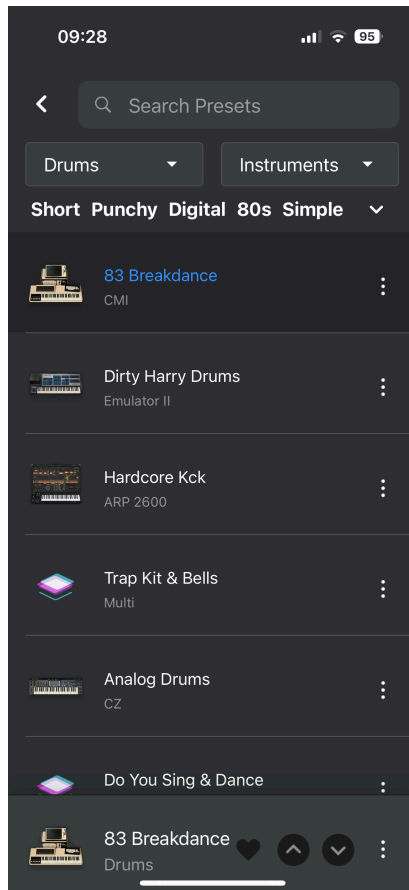 09:28
95
Search Presets
Drums
Instruments
Short Punchy Digital 80s Simple
83 Breakdance
CMI
Dirty Harry Drums
Emulator II
Hardcore Kck
ARP 2600
Trap Kit & Bells
Multi
Analog Drums
CZ
Do You Sing & Dance
83 Breakdance
Drums